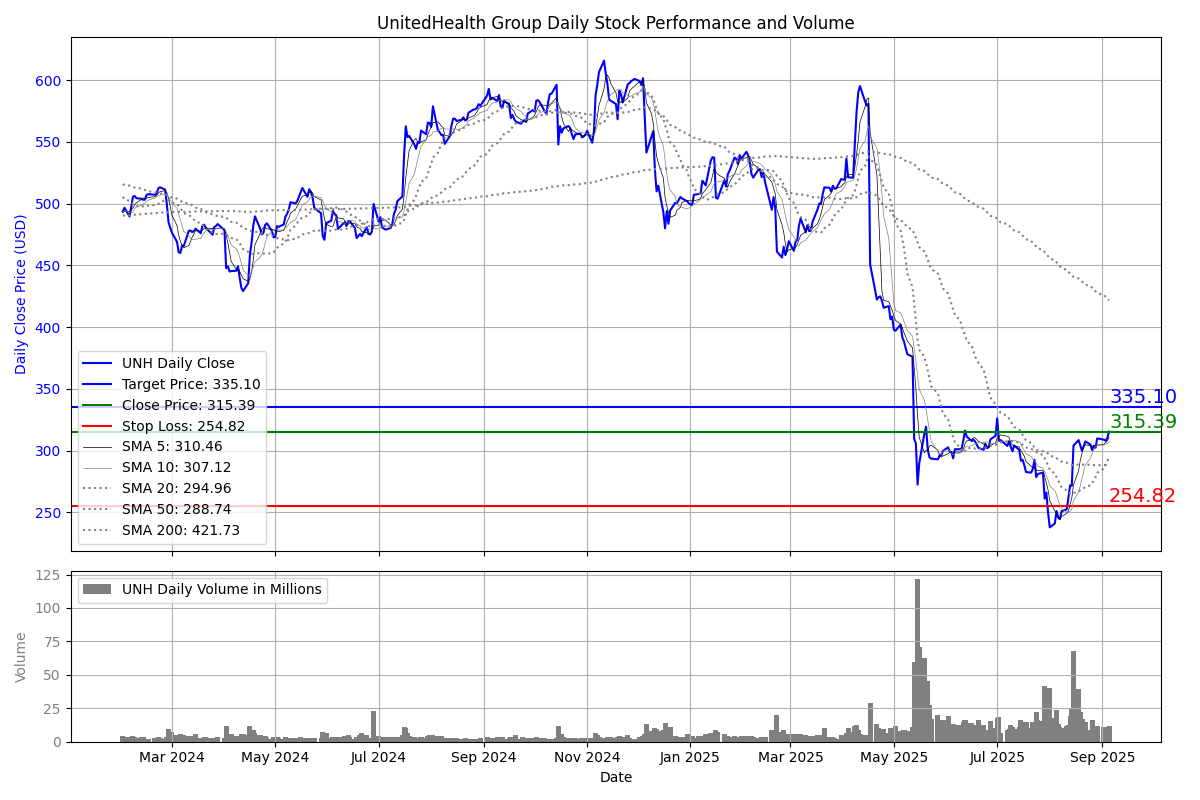 UnitedHealth Group Daily Stock Performance and Volume
Daily Close Price (USD)
600
550
500
450
400
350
300
250
UNH Daily Close
Target Price: 335.10
Close Price: 315.39
Stop Loss: 254.82
SMA 5: 310.46
SMA 10: 307.12
SMA 20: 294.96
SMA 50: 288.74
SMA 200: 421.73
335.10
315.39
254.82
Volume
125
100
75
50
25
0
UNH Daily Volume in Millions
Mar 2024
May 2024
Jul 2024
Sep 2024
Nov 2024
Jan 2025
Mar 2025
May 2025
Jul 2025
Sep 2025
Date